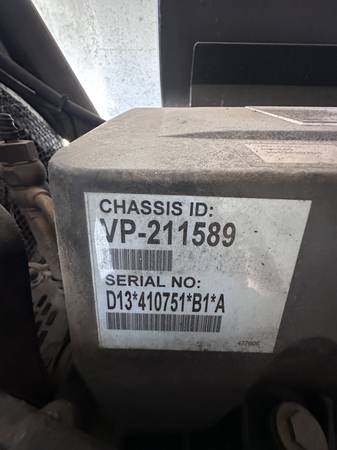 CHASSIS ID:
VP-211589
SERIAL NO:
D13*410751*B1*A